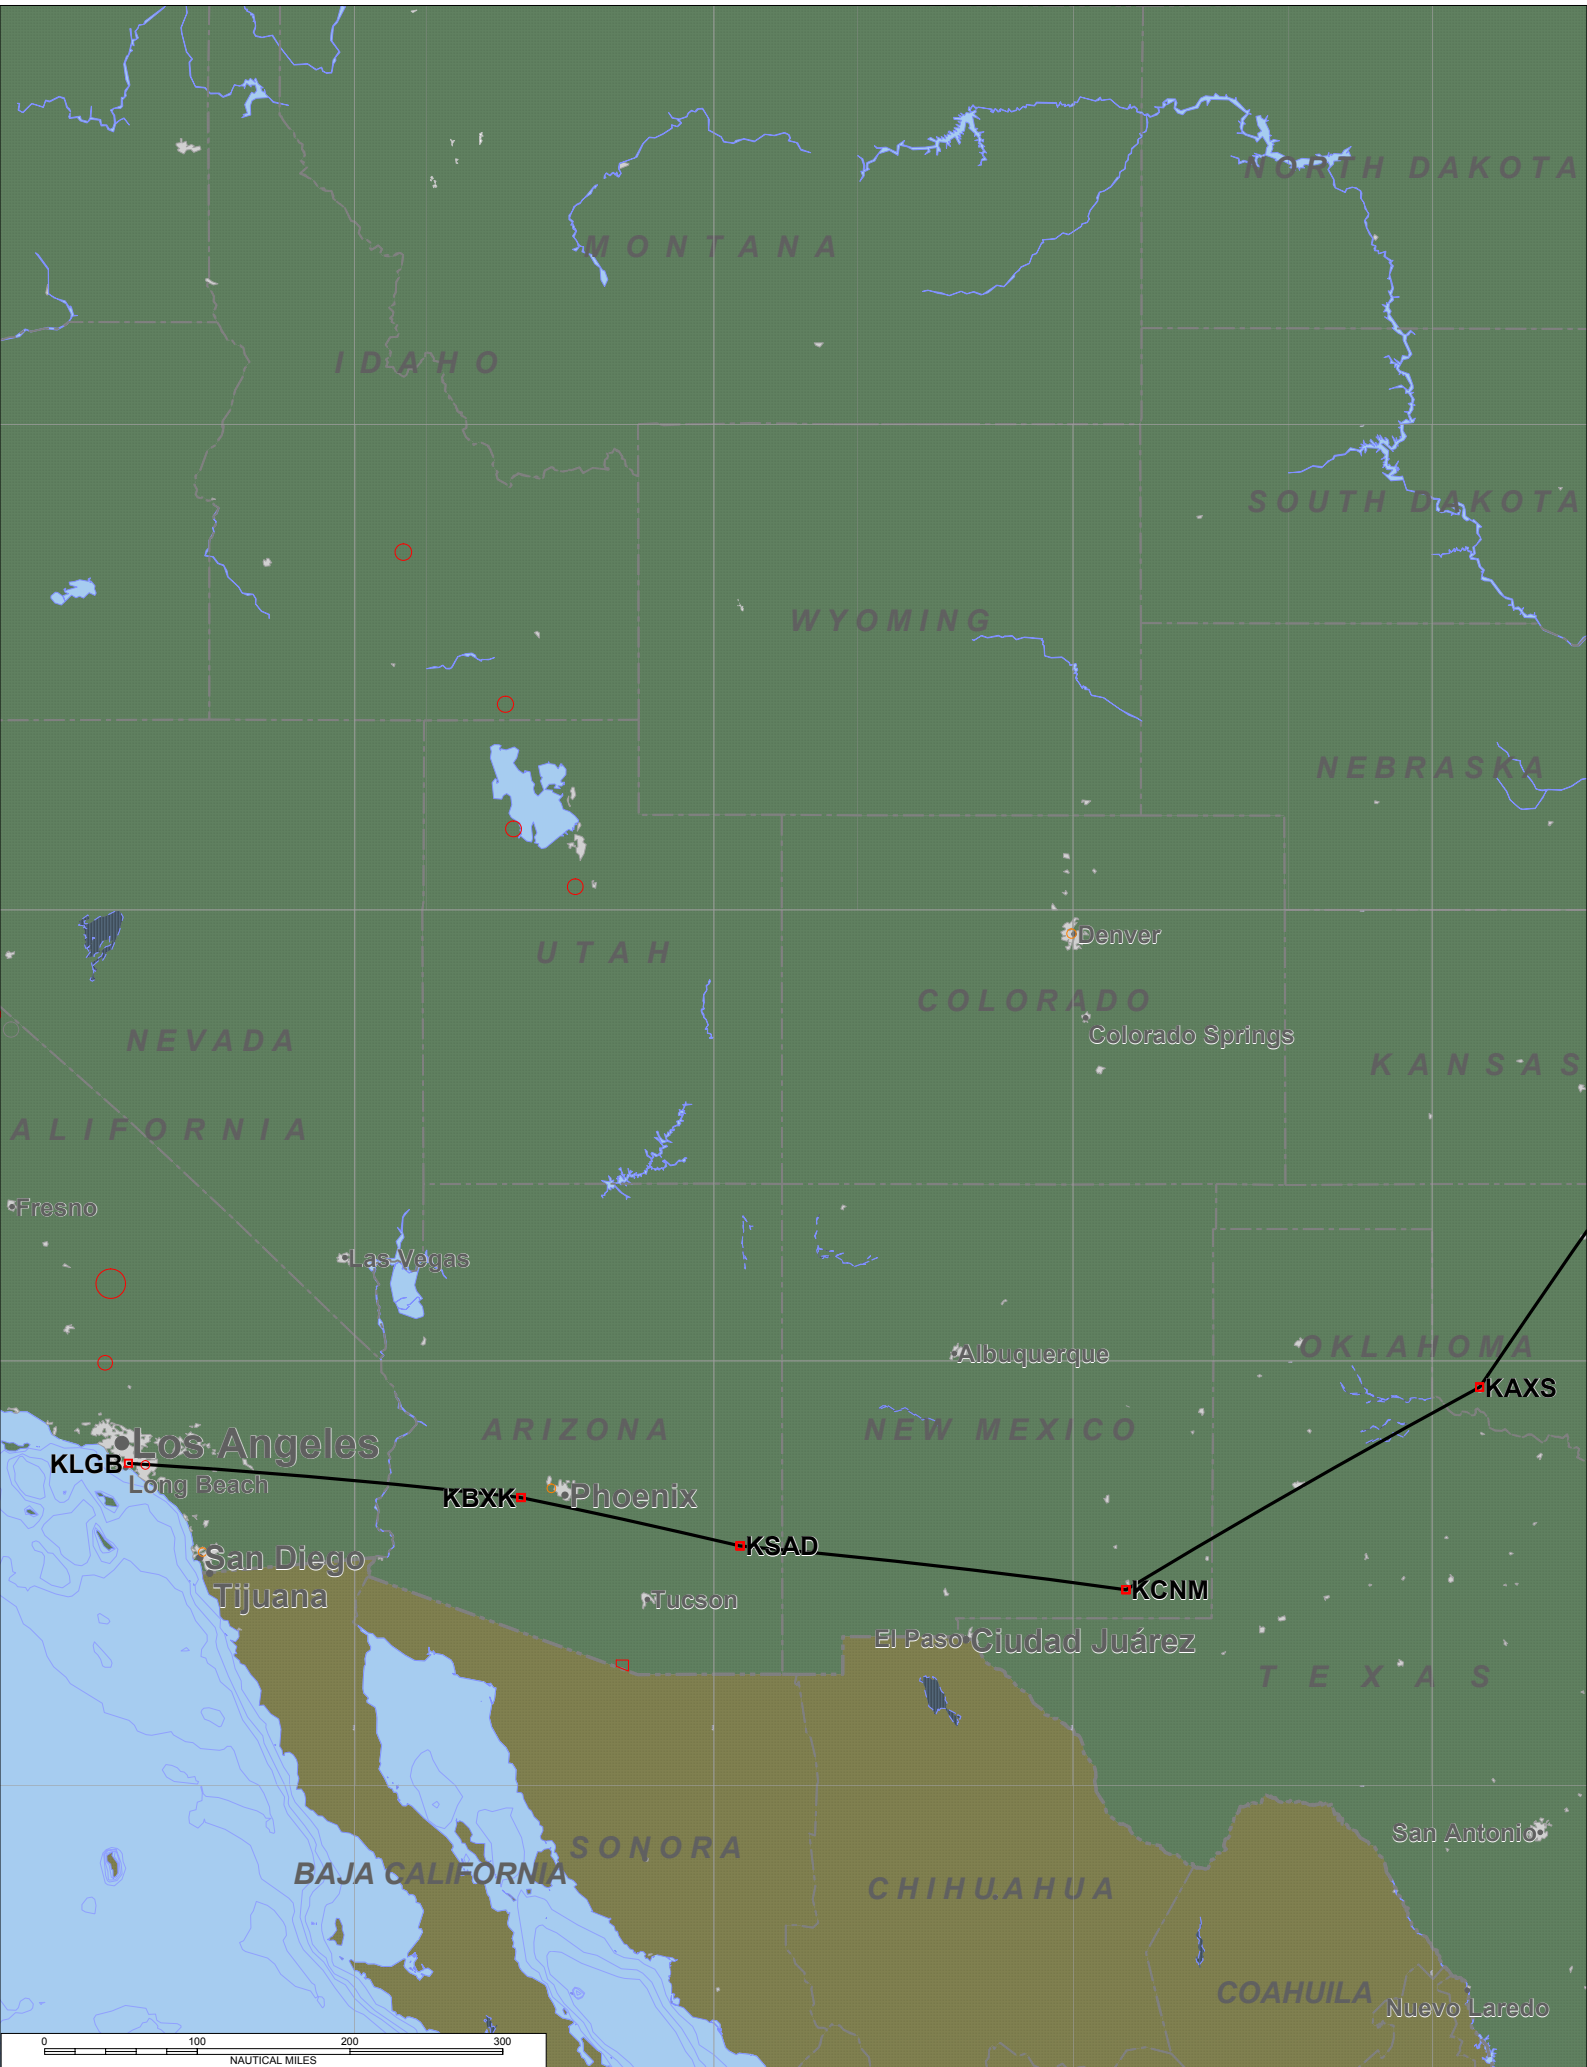 NORTH DAKOTA
MONTANA
IDAHO
SOUTH DAKOTA
WYOMING
NEBRASKA
Denver
UTAH
COLORADO
Colorado Springs
NEVADA
KANSAS
ALIFORNIA
Fresno
Las Vegas
Albuquerque
OKLAHOMA
KAXS
ARIZONA
NEW MEXICO
Los Angeles
KLGB
Long Beach
KBXK
Phoenix
KSAD
San Diego
Tijuana
Tucson
KCNM
El Paso
Ciudad Juárez
TEXAS
San Antonio
SONORA
BAJA CALIFORNIA
CHIHUAHUA
COAHUILA
Nuevo Laredo
0 100 200 300
NAUTICAL MILES